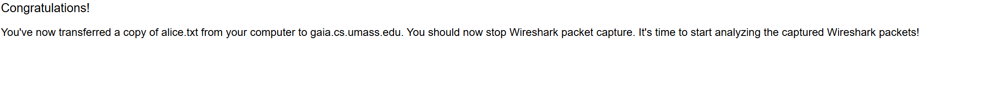 Congratulations!
You've now transferred a copy of alice.txt from your computer to gaia.cs.umass.edu. You should now stop Wireshark packet capture. It's time to start analyzing the captured Wireshark packets!